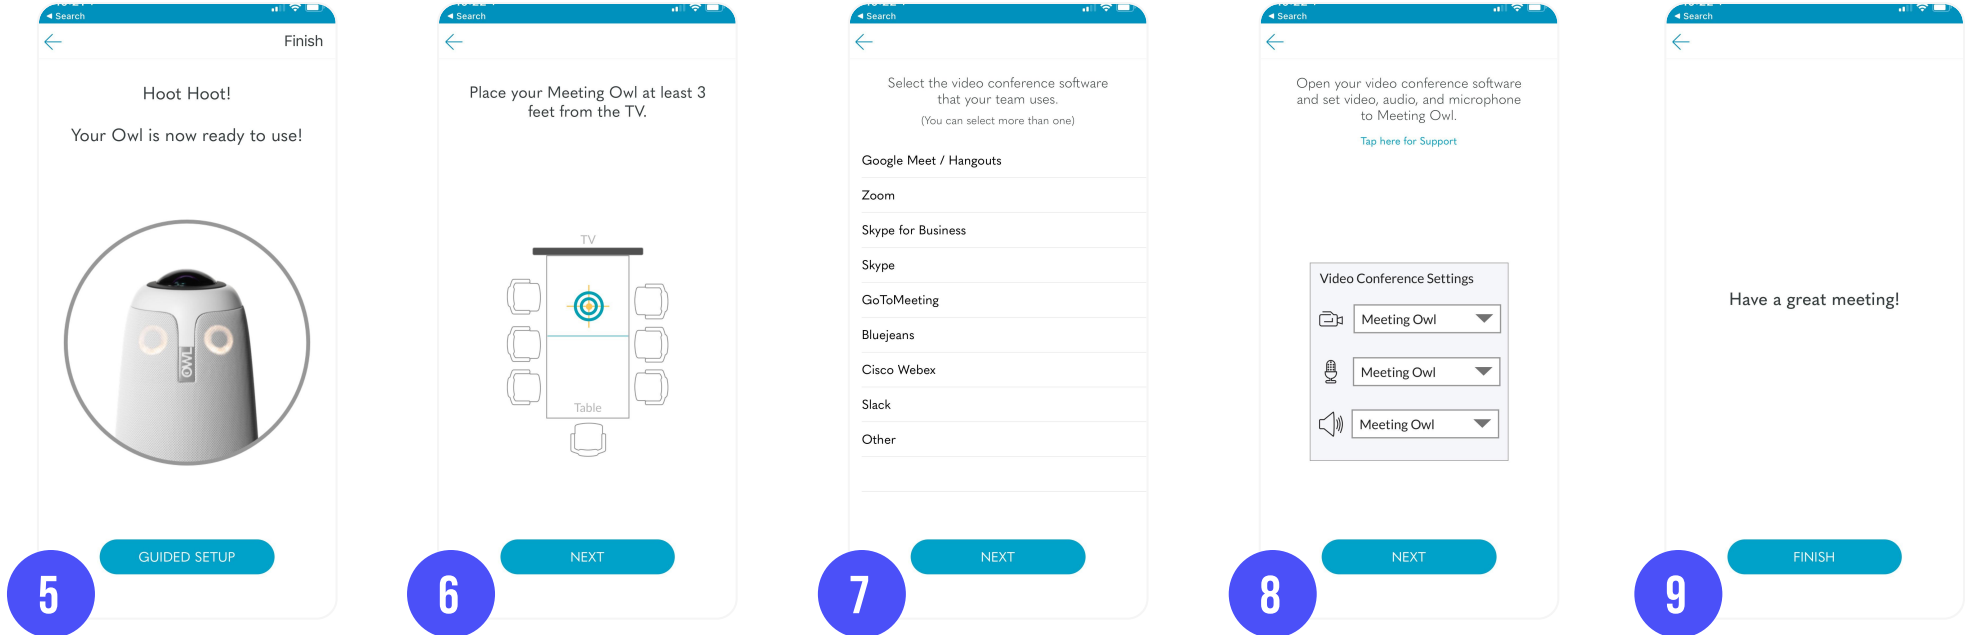 ◄ Search
Finish
Hoot Hoot!
Your Owl is now ready to use!
OWL
GUIDED SETUP
5
◄ Search
Place your Meeting Owl at least 3
feet from the TV.
TV
Table
NEXT
6
◄ Search
Select the video conference software
that your team uses.
(You can select more than one)
Google Meet / Hangouts
Zoom
Skype for Business
Skype
GoToMeeting
Bluejeans
Cisco Webex
Slack
Other
NEXT
7
◄ Search
Open your video conference software
and set video, audio, and microphone
to Meeting Owl.
Tap here for Support
Video Conference Settings
Meeting Owl
Meeting Owl
Meeting Owl
NEXT
8
◄ Search
Have a great meeting!
FINISH
9